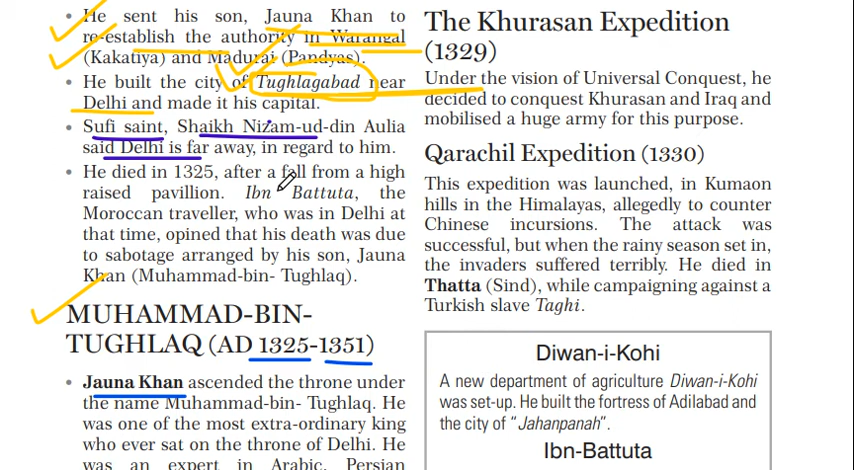 • He sent his son, Jauna Khan to
re-establish the authority in Warangal
(Kakatiya) and Madurai (Pandyas).
• He built the city of Tughlaqabad near
Delhi and made it his capital.
• Sufi saint, Shaikh Nizam-ud-din Aulia
said Delhi is far away, in regard to him.
• He died in 1325, after a fall from a high
raised pavillion. Ibn Battuta, the
Moroccan traveller, who was in Delhi at
that time, opined that his death was due
to sabotage arranged by his son, Jauna
Khan (Muhammad-bin- Tughlaq).
MUHAMMAD-BIN-
TUGHLAQ (AD 1325-1351)
• Jauna Khan ascended the throne under
the name Muhammad-bin- Tughlaq. He
was one of the most extra-ordinary king
who ever sat on the throne of Delhi. He
was an expert in Arabic, Persian
The Khurasan Expedition
(1329)
Under the vision of Universal Conquest, he
decided to conquest Khurasan and Iraq and
mobilised a huge army for this purpose.
Qarachil Expedition (1330)
This expedition was launched, in Kumaon
hills in the Himalayas, allegedly to counter
Chinese incursions. The attack was
successful, but when the rainy season set in,
the invaders suffered terribly. He died in
Thatta (Sind), while campaigning against a
Turkish slave Taghi.
Diwan-i-Kohi
A new department of agriculture Diwan-i-Kohi
was set-up. He built the fortress of Adilabad and
the city of “Jahanpanah”.
Ibn-Battuta